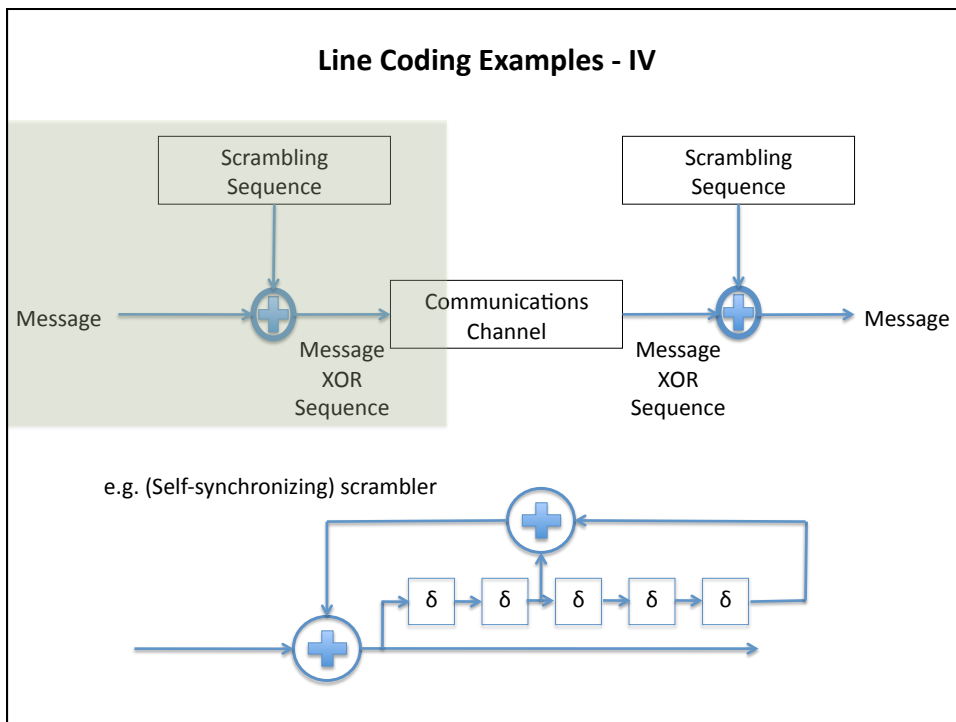 Line Coding Examples - IV
Scrambling
Sequence
Scrambling
Sequence
Message
Communications
Channel
Message
Message
XOR
Sequence
Message
XOR
Sequence
e.g. (Self-synchronizing) scrambler
δ
δ
δ
δ
δ